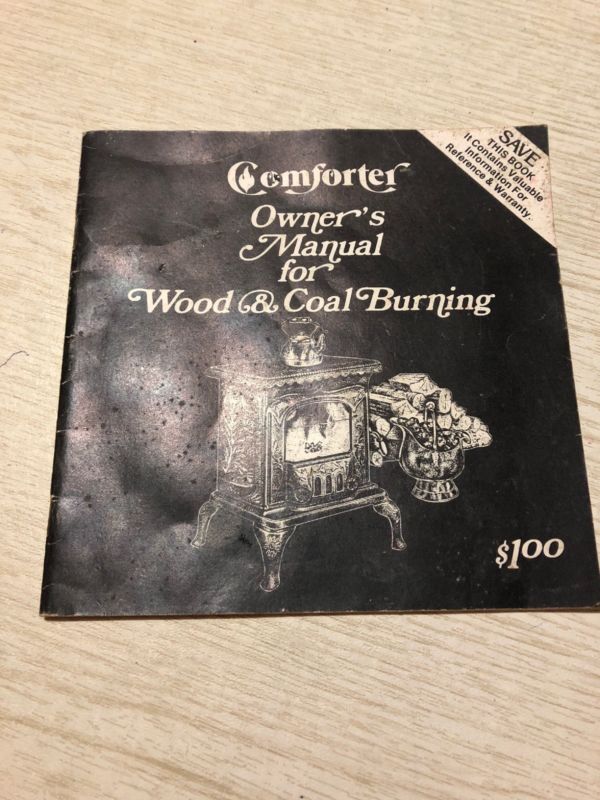 Comforter
Owner's
Manual
for
Wood & Coal Burning
SAVE
THIS BOOK
It Contains Valuable
Information For
Reference & Warranty.
$1.00